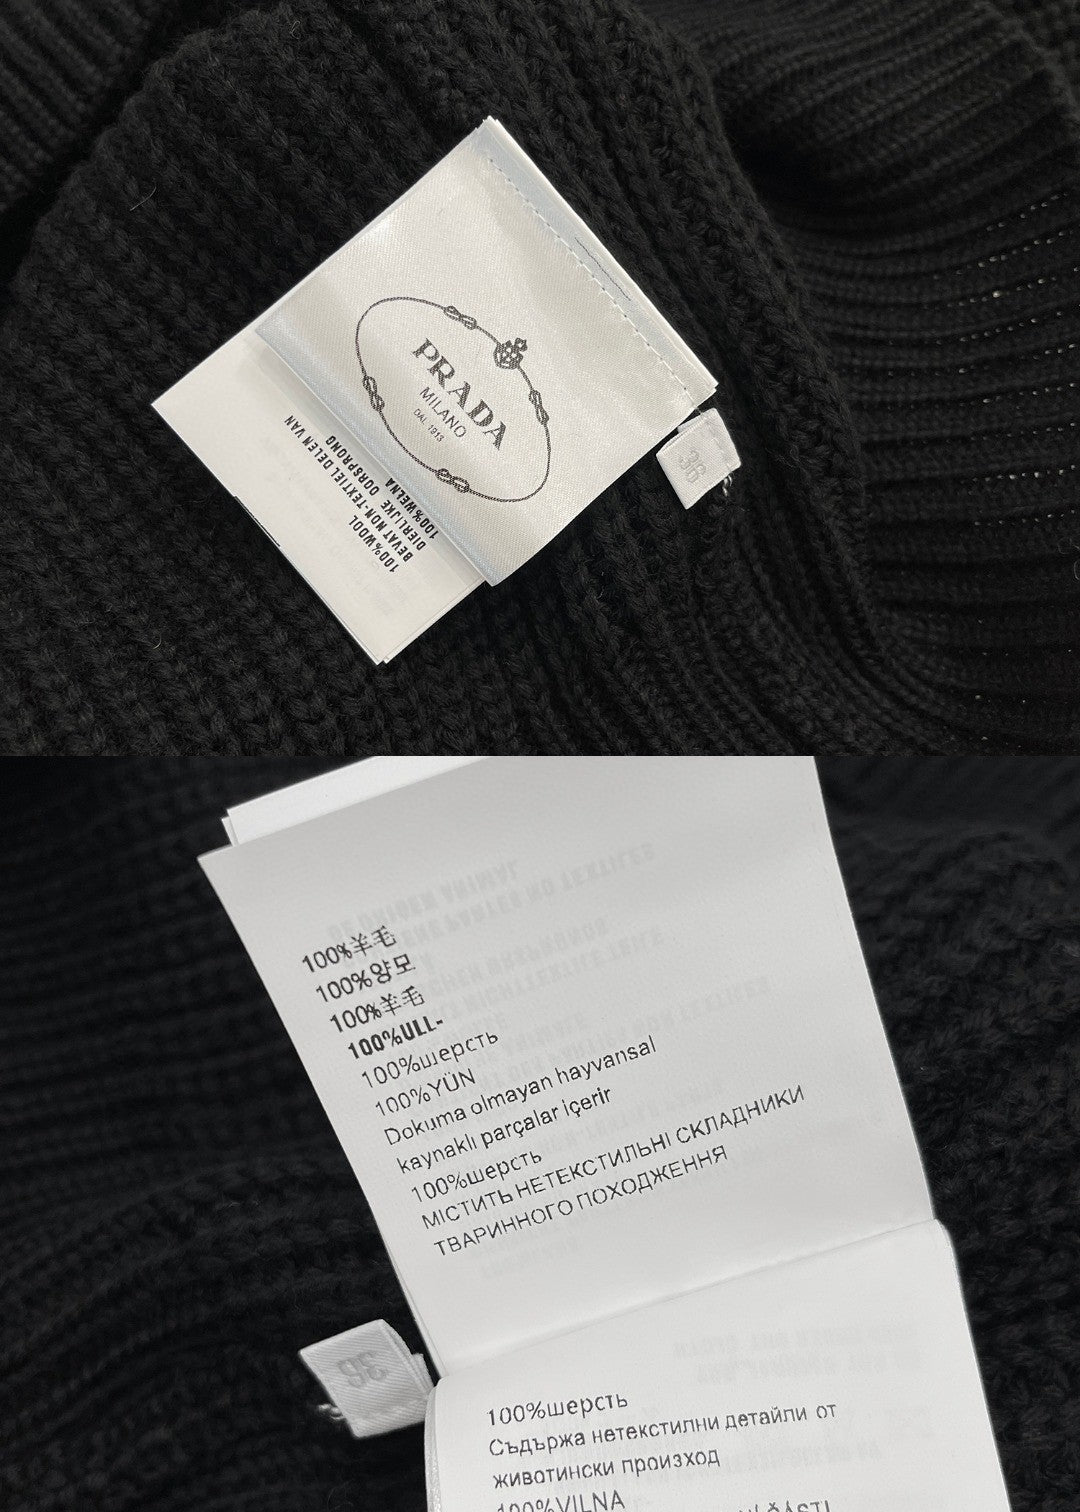 PRADA
MILANO
DAL 1913
36
100%WOOL
BEVAT NON-TEXTIEL DELEN VAN
DIERLIJKE OORSPRONG
100%WELNA
100%羊毛
100%양모
100%羊毛
100%ULL-
100%шерсть
100%YÜN
Dokuma olmayan hayvansal
kaynaklı parçalar içerir
100%шерсть
МІСТИТЬ НЕТЕКСТИЛЬНІ СКЛАДНИКИ
ТВАРИННОГО ПОХОДЖЕННЯ
36
100%шерсть
Съдържа нетекстилни детайли от
животински произход
100%VILNA